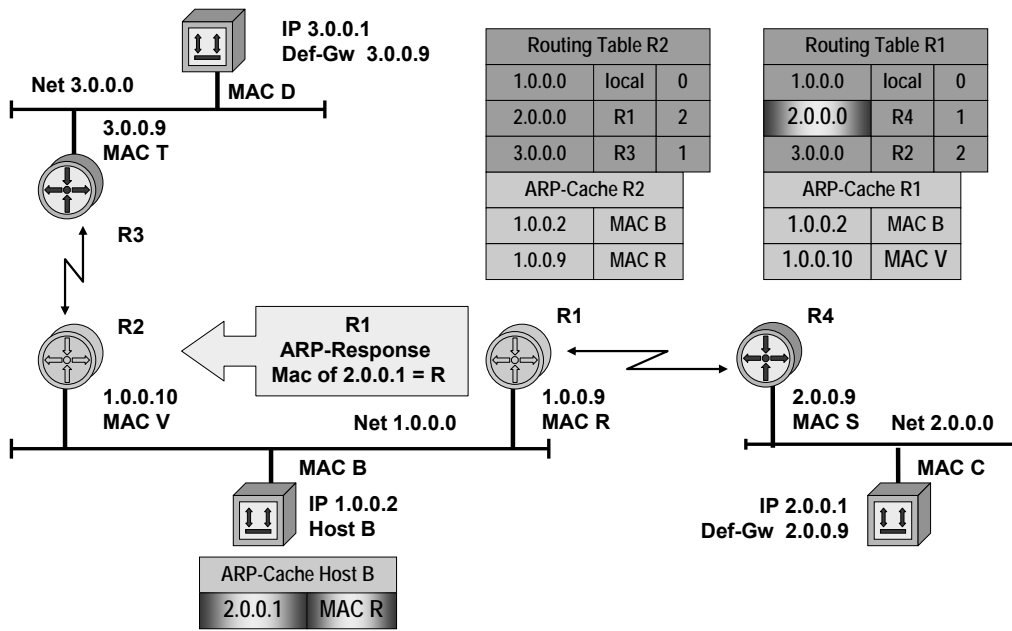 IP 3.0.0.1
Def-Gw 3.0.0.9
Net 3.0.0.0
MAC D
3.0.0.9
MAC T
R3
Routing Table R2
1.0.0.0 local 0
2.0.0.0 R1 2
3.0.0.0 R3 1
ARP-Cache R2
1.0.0.2 MAC B
1.0.0.9 MAC R
Routing Table R1
1.0.0.0 local 0
2.0.0.0 R4 1
3.0.0.0 R2 2
ARP-Cache R1
1.0.0.2 MAC B
1.0.0.10 MAC V
R2
R1
ARP-Response
Mac of 2.0.0.1 = R
R1
R4
1.0.0.10
MAC V
Net 1.0.0.0
1.0.0.9
MAC R
2.0.0.9
MAC S
Net 2.0.0.0
MAC B
MAC C
IP 1.0.0.2
Host B
IP 2.0.0.1
Def-Gw 2.0.0.9
ARP-Cache Host B
2.0.0.1 MAC R